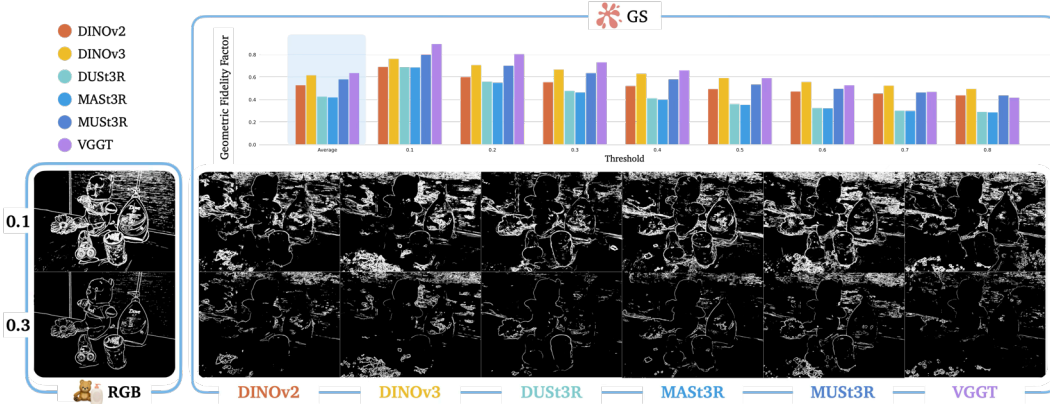 GS
DINOv2
DINOv3
DUSt3R
MASt3R
MUSt3R
VGGT
Geometric Fidelity Factor
0.8
0.6
0.4
0.2
0.0
Average
0.1
0.2
0.3
0.4
0.5
0.6
0.7
0.8
Threshold
0.1
0.3
Dove
RGB
DINOv2
DINOv3
DUSt3R
MASt3R
MUSt3R
VGGT